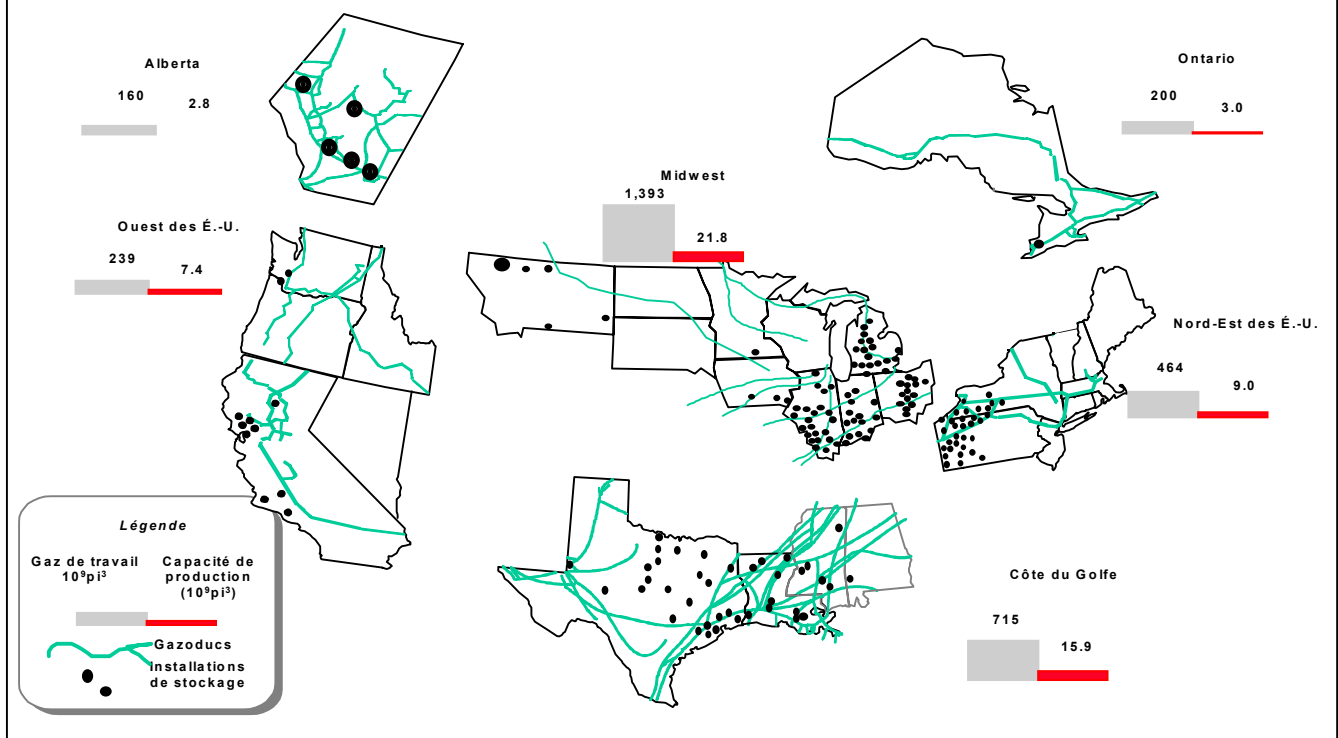 Alberta
160 2.8
Ontario
200 3.0
Midwest
1,393
21.8
Ouest des É.-U.
239 7.4
Nord-Est des É.-U.
464 9.0
Légende
Gaz de travail
10⁹pi³
Capacité de
production
(10⁹pi³)
Gazoducs
Installations
de stockage
Côte du Golfe
715
15.9